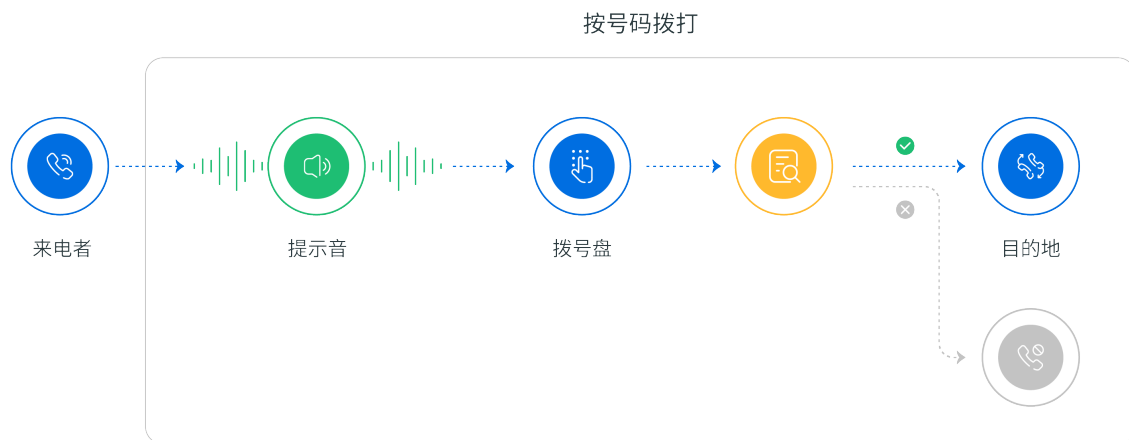 按号码拨打
来电者
提示音
拨号盘
目的地